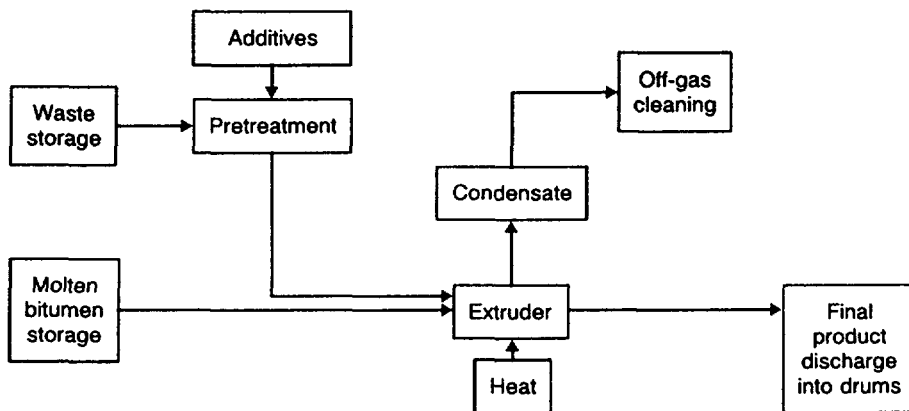 Additives
Off-gas
cleaning
Waste
storage
Pretreatment
Condensate
Molten
bitumen
storage
Extruder
Final
product
discharge
into drums
Heat